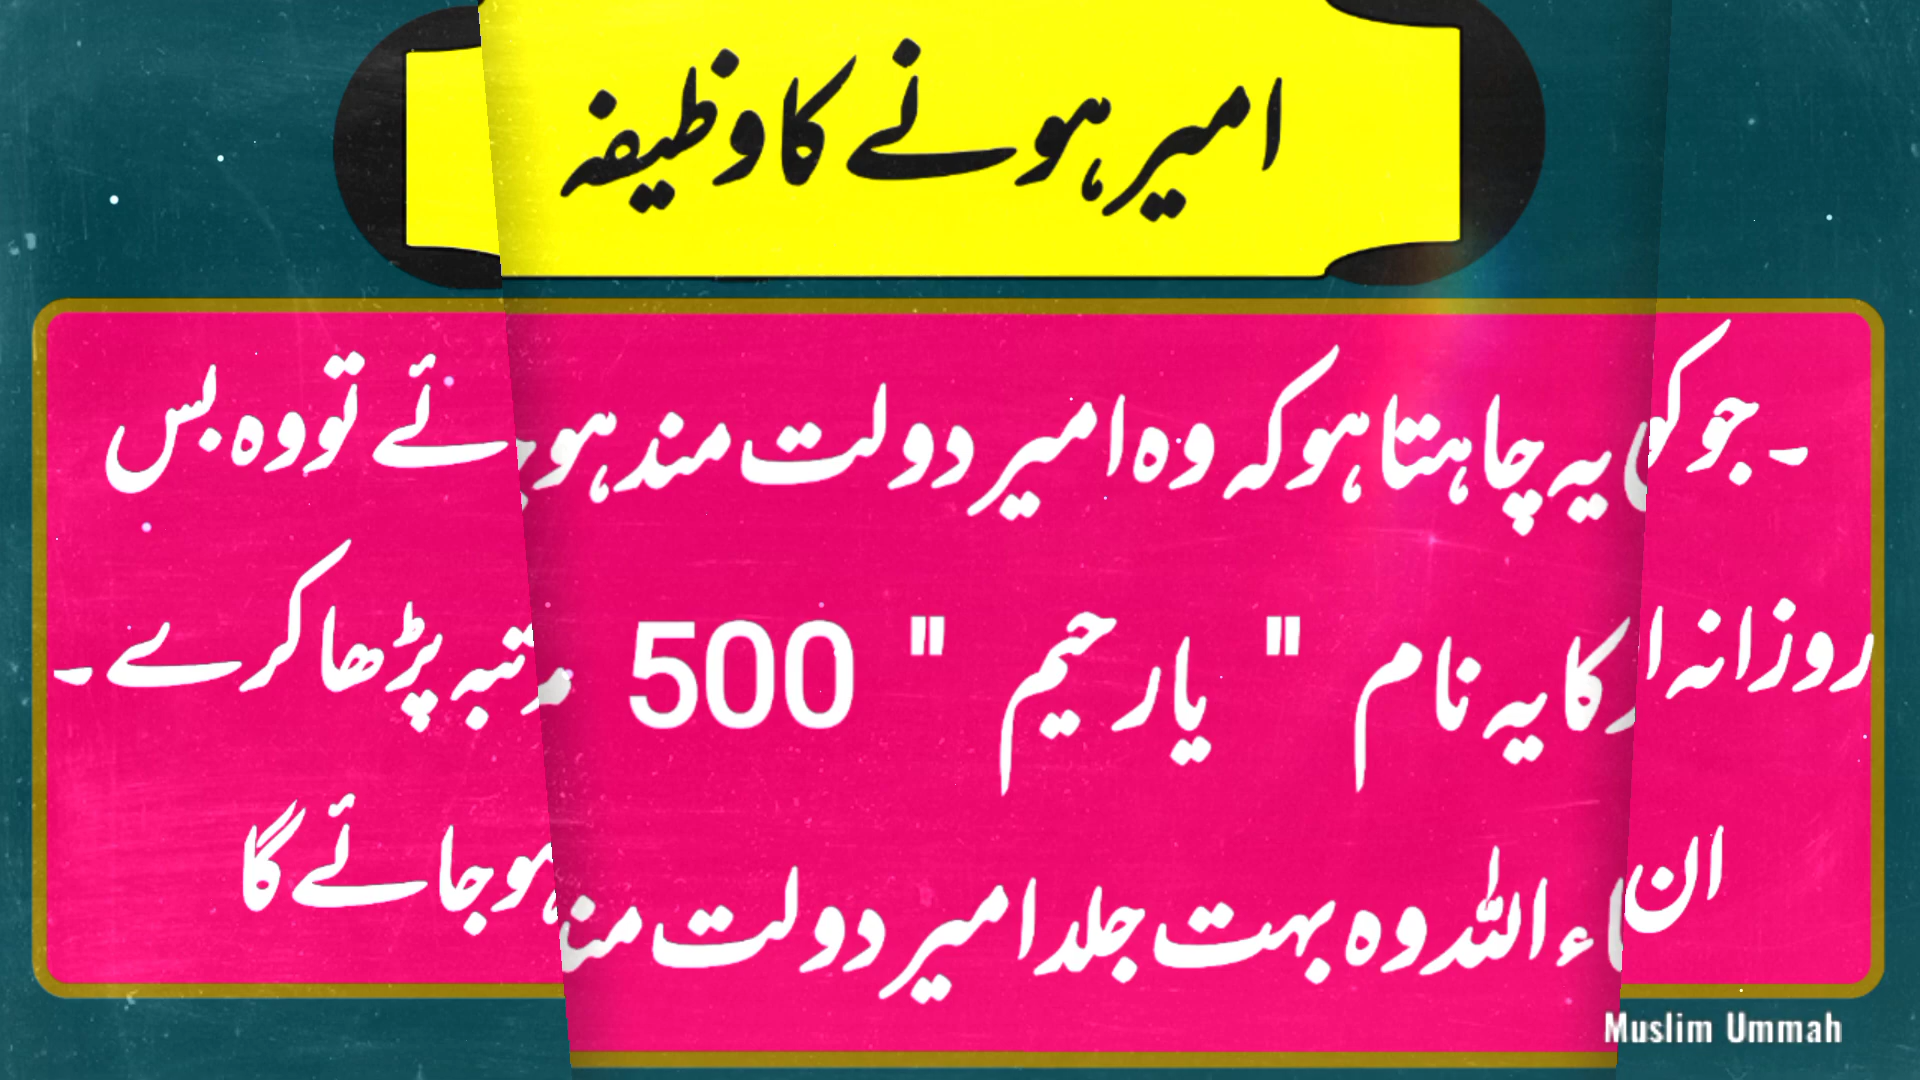 امیر ہونے کا وظیفہ
۔ جو کوئی یہ چاہتا ہو کہ وہ امیر دولت مند ہو جائے تو وہ بس
روزانہ کا یہ نام " یا رحیم " 500 مرتبہ پڑھا کرے ۔
ان اللہ وہ بہت جلد امیر دولت مند ہو جائے گا
Muslim Ummah